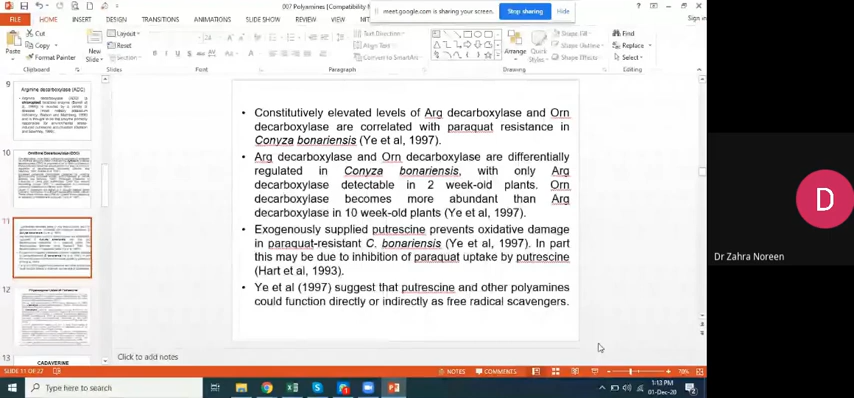 007 Polyamines [Compatibility M
meet.google.com is sharing your screen.
Stop sharing
Hide
FILE
HOME
INSERT
DESIGN
TRANSITIONS
ANIMATIONS
SLIDE SHOW
REVIEW
VIEW
Sign in
Paste
Cut
Copy
Format Painter
Clipboard
New
Slide
Layout
Reset
Section
Slides
Font
Text Direction
Align Text
Convert to SmartArt
Paragraph
Arrange
Quick
Styles
Shape Fill
Shape Outline
Shape Effects
Drawing
Find
Replace
Select
Editing
9
Arginine decarboxylase (ADC)
10
Ornithine Decarboxylase (ODC)
11
12
13
CADAVERINE
• Constitutively elevated levels of Arg decarboxylase and Orn
decarboxylase are correlated with paraquat resistance in
Conyza bonariensis (Ye et al, 1997).
• Arg decarboxylase and Orn decarboxylase are differentially
regulated in Conyza bonariensis, with only Arg
decarboxylase detectable in 2 week-old plants. Orn
decarboxylase becomes more abundant than Arg
decarboxylase in 10 week-old plants (Ye et al, 1997).
• Exogenously supplied putrescine prevents oxidative damage
in paraquat-resistant C. bonariensis (Ye et al, 1997). In part
this may be due to inhibition of paraquat uptake by putrescine
(Hart et al, 1993).
• Ye et al (1997) suggest that putrescine and other polyamines
could function directly or indirectly as free radical scavengers.
D
Dr Zahra Noreen
Click to add notes
SLIDE 11 OF 22
NOTES
COMMENTS
70%
Type here to search
1:13 PM
01-Dec-20